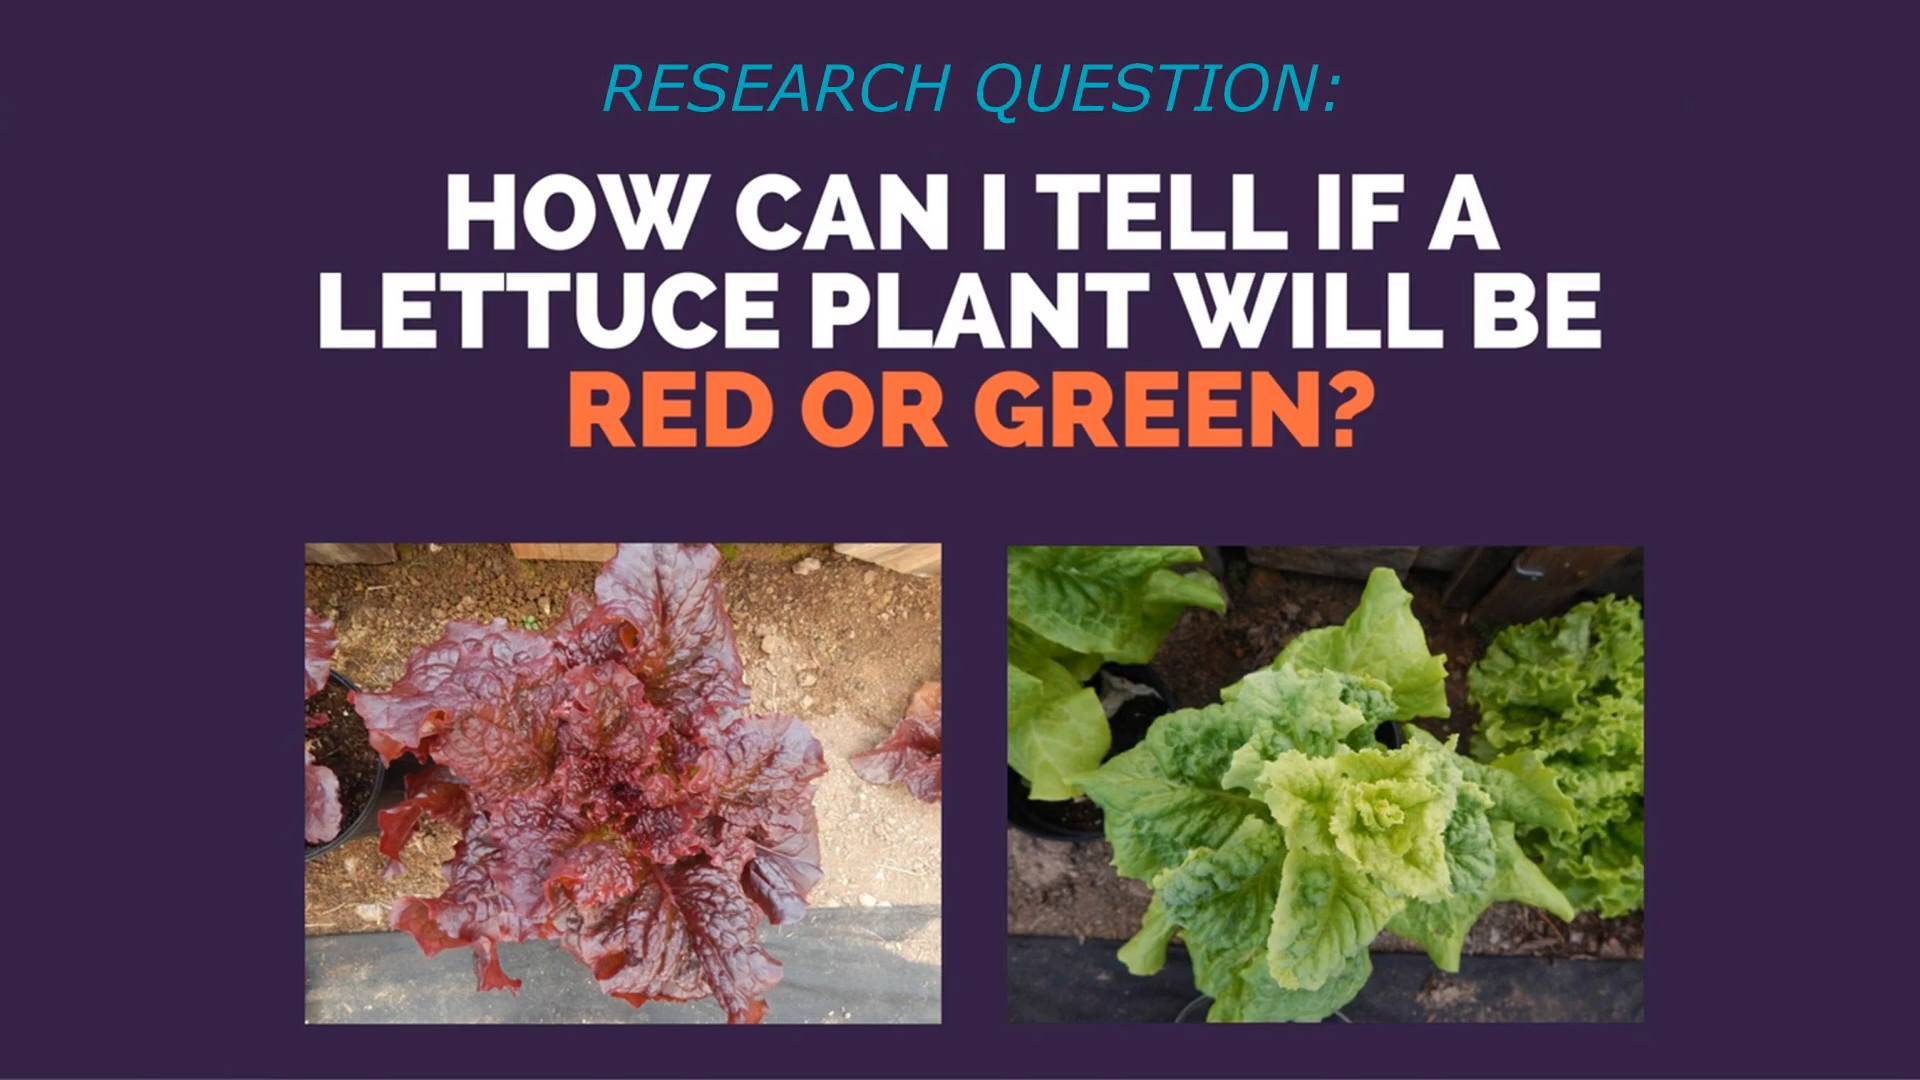 RESEARCH QUESTION:
HOW CAN I TELL IF A
LETTUCE PLANT WILL BE
RED OR GREEN?